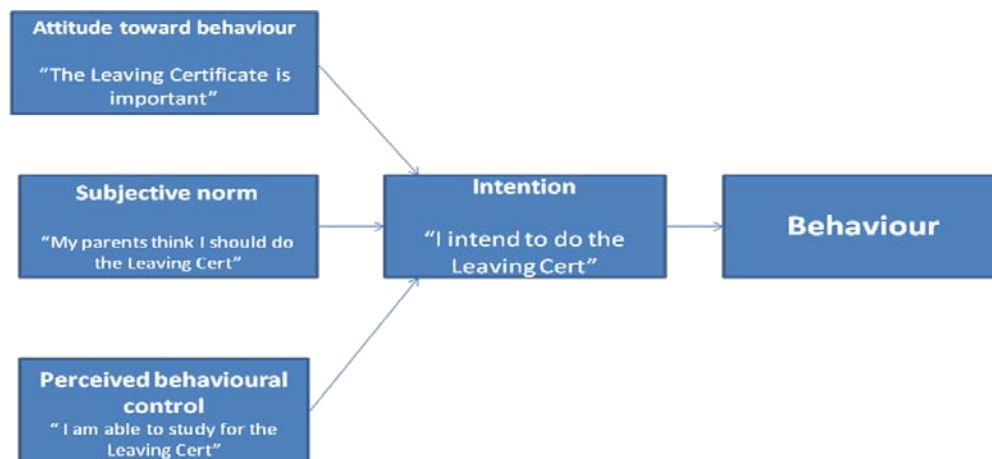 Attitude toward behaviour
“The Leaving Certificate is
important”
Subjective norm
“My parents think I should do
the Leaving Cert”
Perceived behavioural
control
“ I am able to study for the
Leaving Cert”
Intention
“I intend to do the
Leaving Cert”
Behaviour